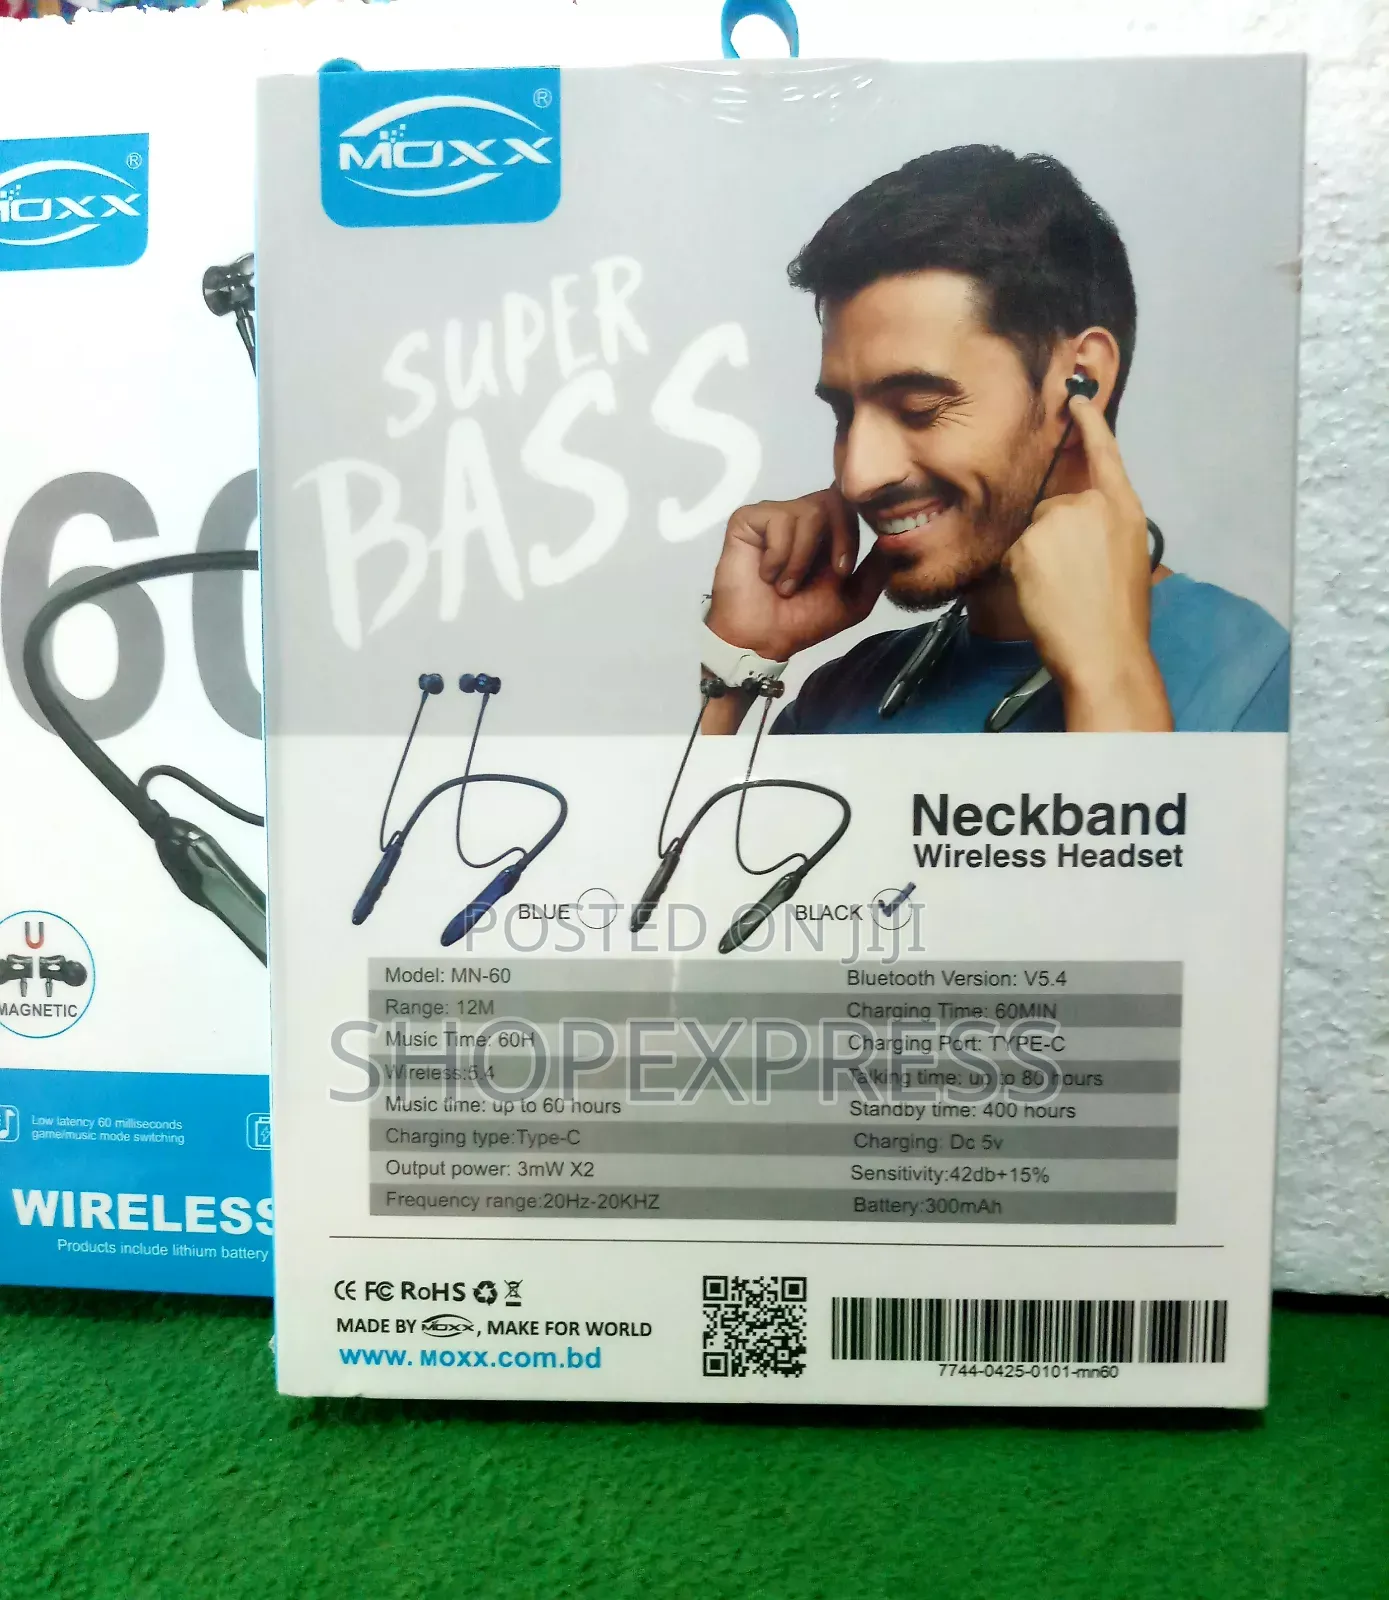 MOXX®
MOXX®
SUPER
BASS
60
MAGNETIC
Low latency 60 milliseconds
game/music mode switching
WIRELESS
Products include lithium battery
Neckband
Wireless Headset
BLUE
BLACK
POSTED ON JIJI
SHOPEXPRESS
Model: MN-60
Bluetooth Version: V5.4
Range: 12M
Charging Time: 60MIN
Music Time: 60H
Charging Port: TYPE-C
Wireless:5.4
Talking time: up to 80 hours
Music time: up to 60 hours
Standby time: 400 hours
Charging type:Type-C
Charging: Dc 5v
Output power: 3mW X2
Sensitivity:42db+15%
Frequency range:20Hz-20KHZ
Battery:300mAh
CE FC RoHS
MADE BY MOXX, MAKE FOR WORLD
www. MOXX.com.bd
7744-0425-0101-mn60